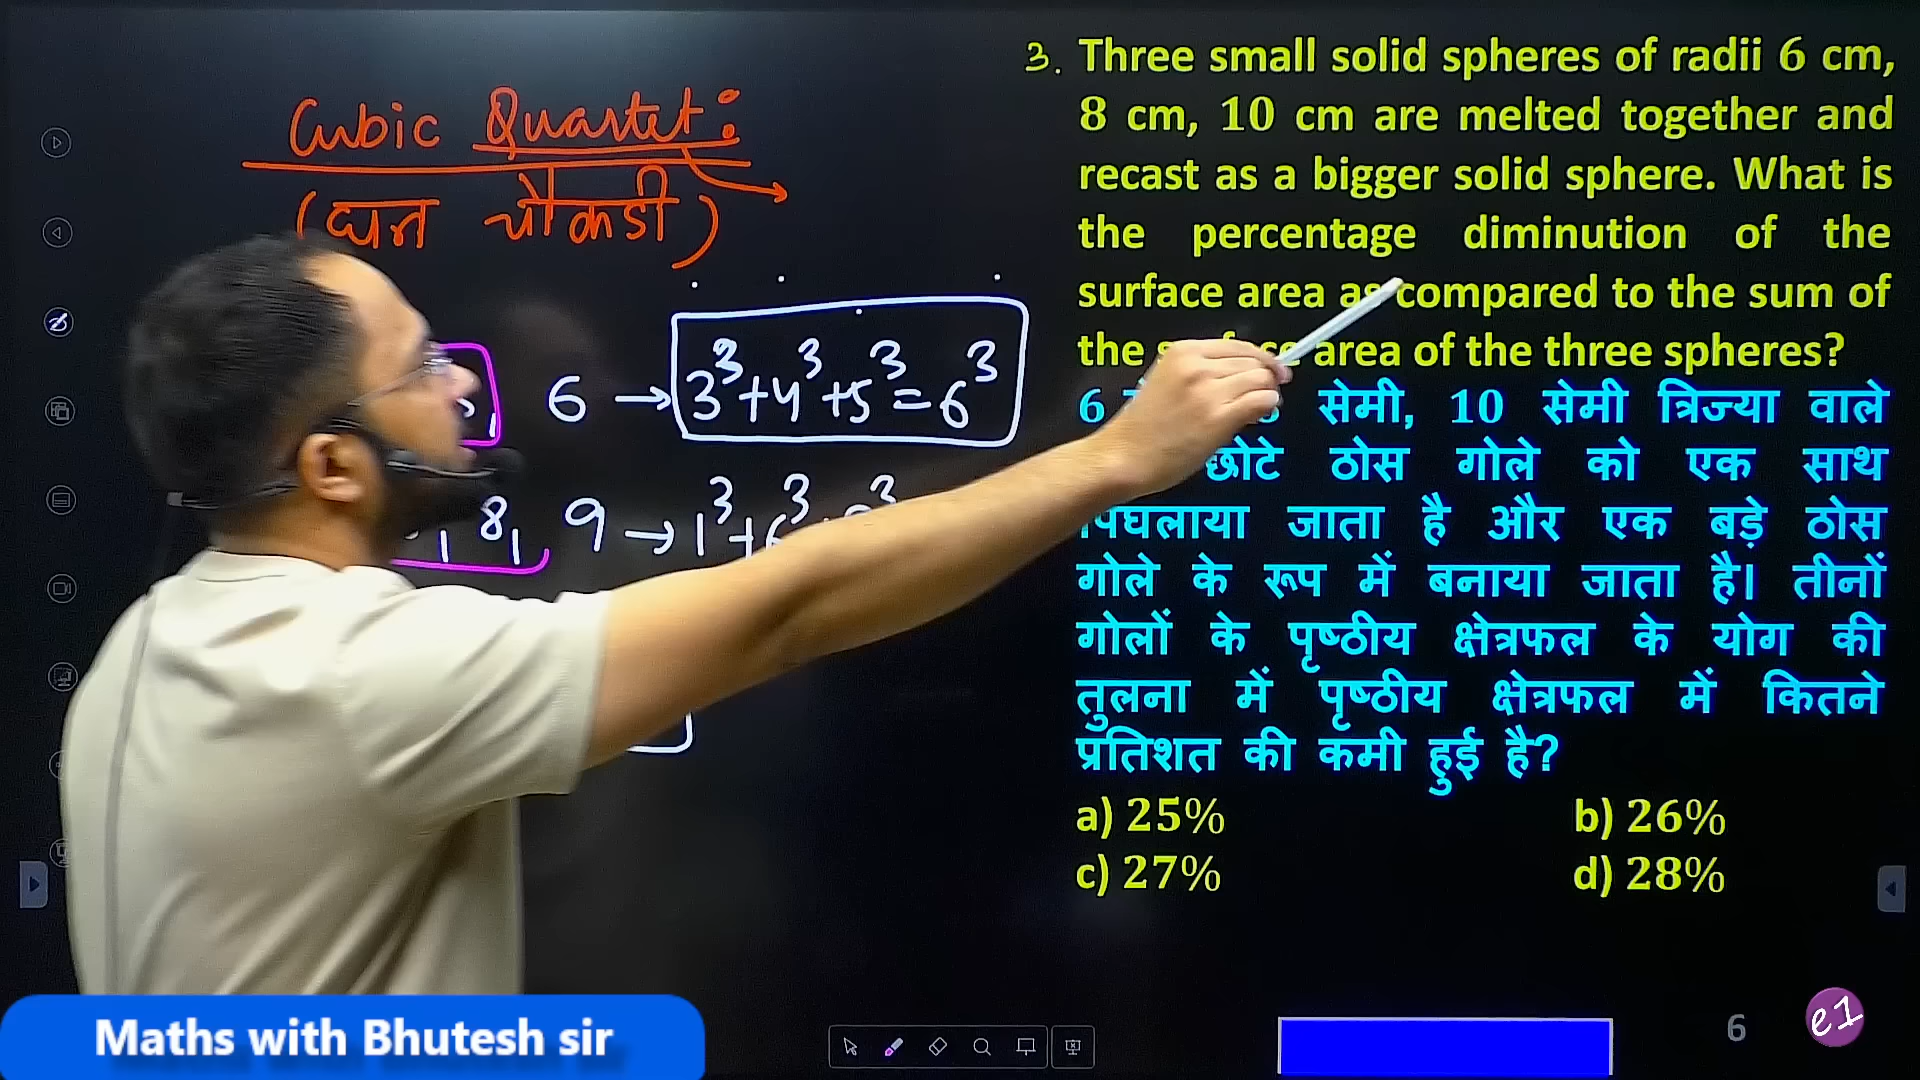 Cubic Quartet:
(घन चौकडी)
6 → 3³+4³+5³=6³
8, 9 → 1³+6³
3. Three small solid spheres of radii 6 cm,
8 cm, 10 cm are melted together and
recast as a bigger solid sphere. What is
the percentage diminution of the
surface area as compared to the sum of
the area of the three spheres?
6 सेमी, 10 सेमी त्रिज्या वाले
छोटे ठोस गोले को एक साथ
पिघलाया जाता है और एक बड़े ठोस
गोले के रूप में बनाया जाता है। तीनों
गोलों के पृष्ठीय क्षेत्रफल के योग की
तुलना में पृष्ठीय क्षेत्रफल में कितने
प्रतिशत की कमी हुई है?
a) 25% b) 26%
c) 27% d) 28%
Maths with Bhutesh sir
6
e1